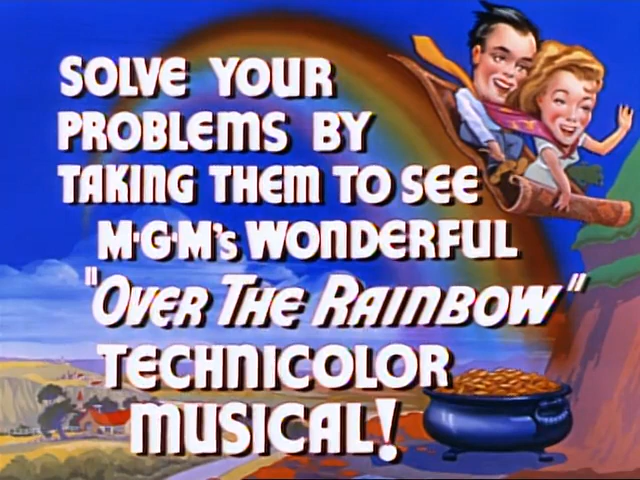 SOLVE YOUR
PROBLEMS BY
TAKING THEM TO SEE
M·G·M's WONDERFUL
"OVER THE RAINBOW"
TECHNICOLOR
MUSICAL!